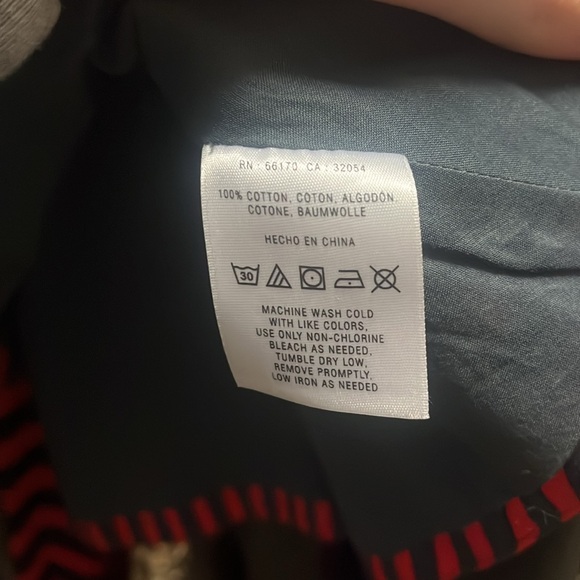 RN : 66170 CA : 32054
100% COTTON, COTON, ALGODÓN
COTONE, BAUMWOLLE
HECHO EN CHINA
30
MACHINE WASH COLD
WITH LIKE COLORS,
USE ONLY NON-CHLORINE
BLEACH AS NEEDED,
TUMBLE DRY LOW,
REMOVE PROMPTLY,
LOW IRON AS NEEDED